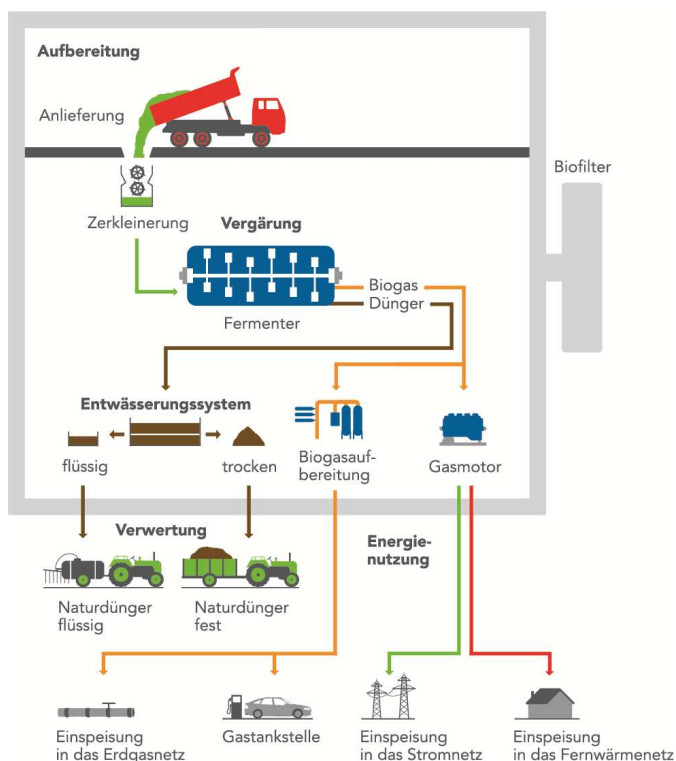 Aufbereitung
Anlieferung
Biofilter
Zerkleinerung
Vergärung
Biogas
Dünger
Fermenter
Entwässerungssystem
flüssig
trocken
Biogasauf-
bereitung
Gasmotor
Verwertung
Energie-
nutzung
Naturdünger
flüssig
Naturdünger
fest
Einspeisung
in das Erdgasnetz
Gastankstelle
Einspeisung
in das Stromnetz
Einspeisung
in das Fernwärmenetz